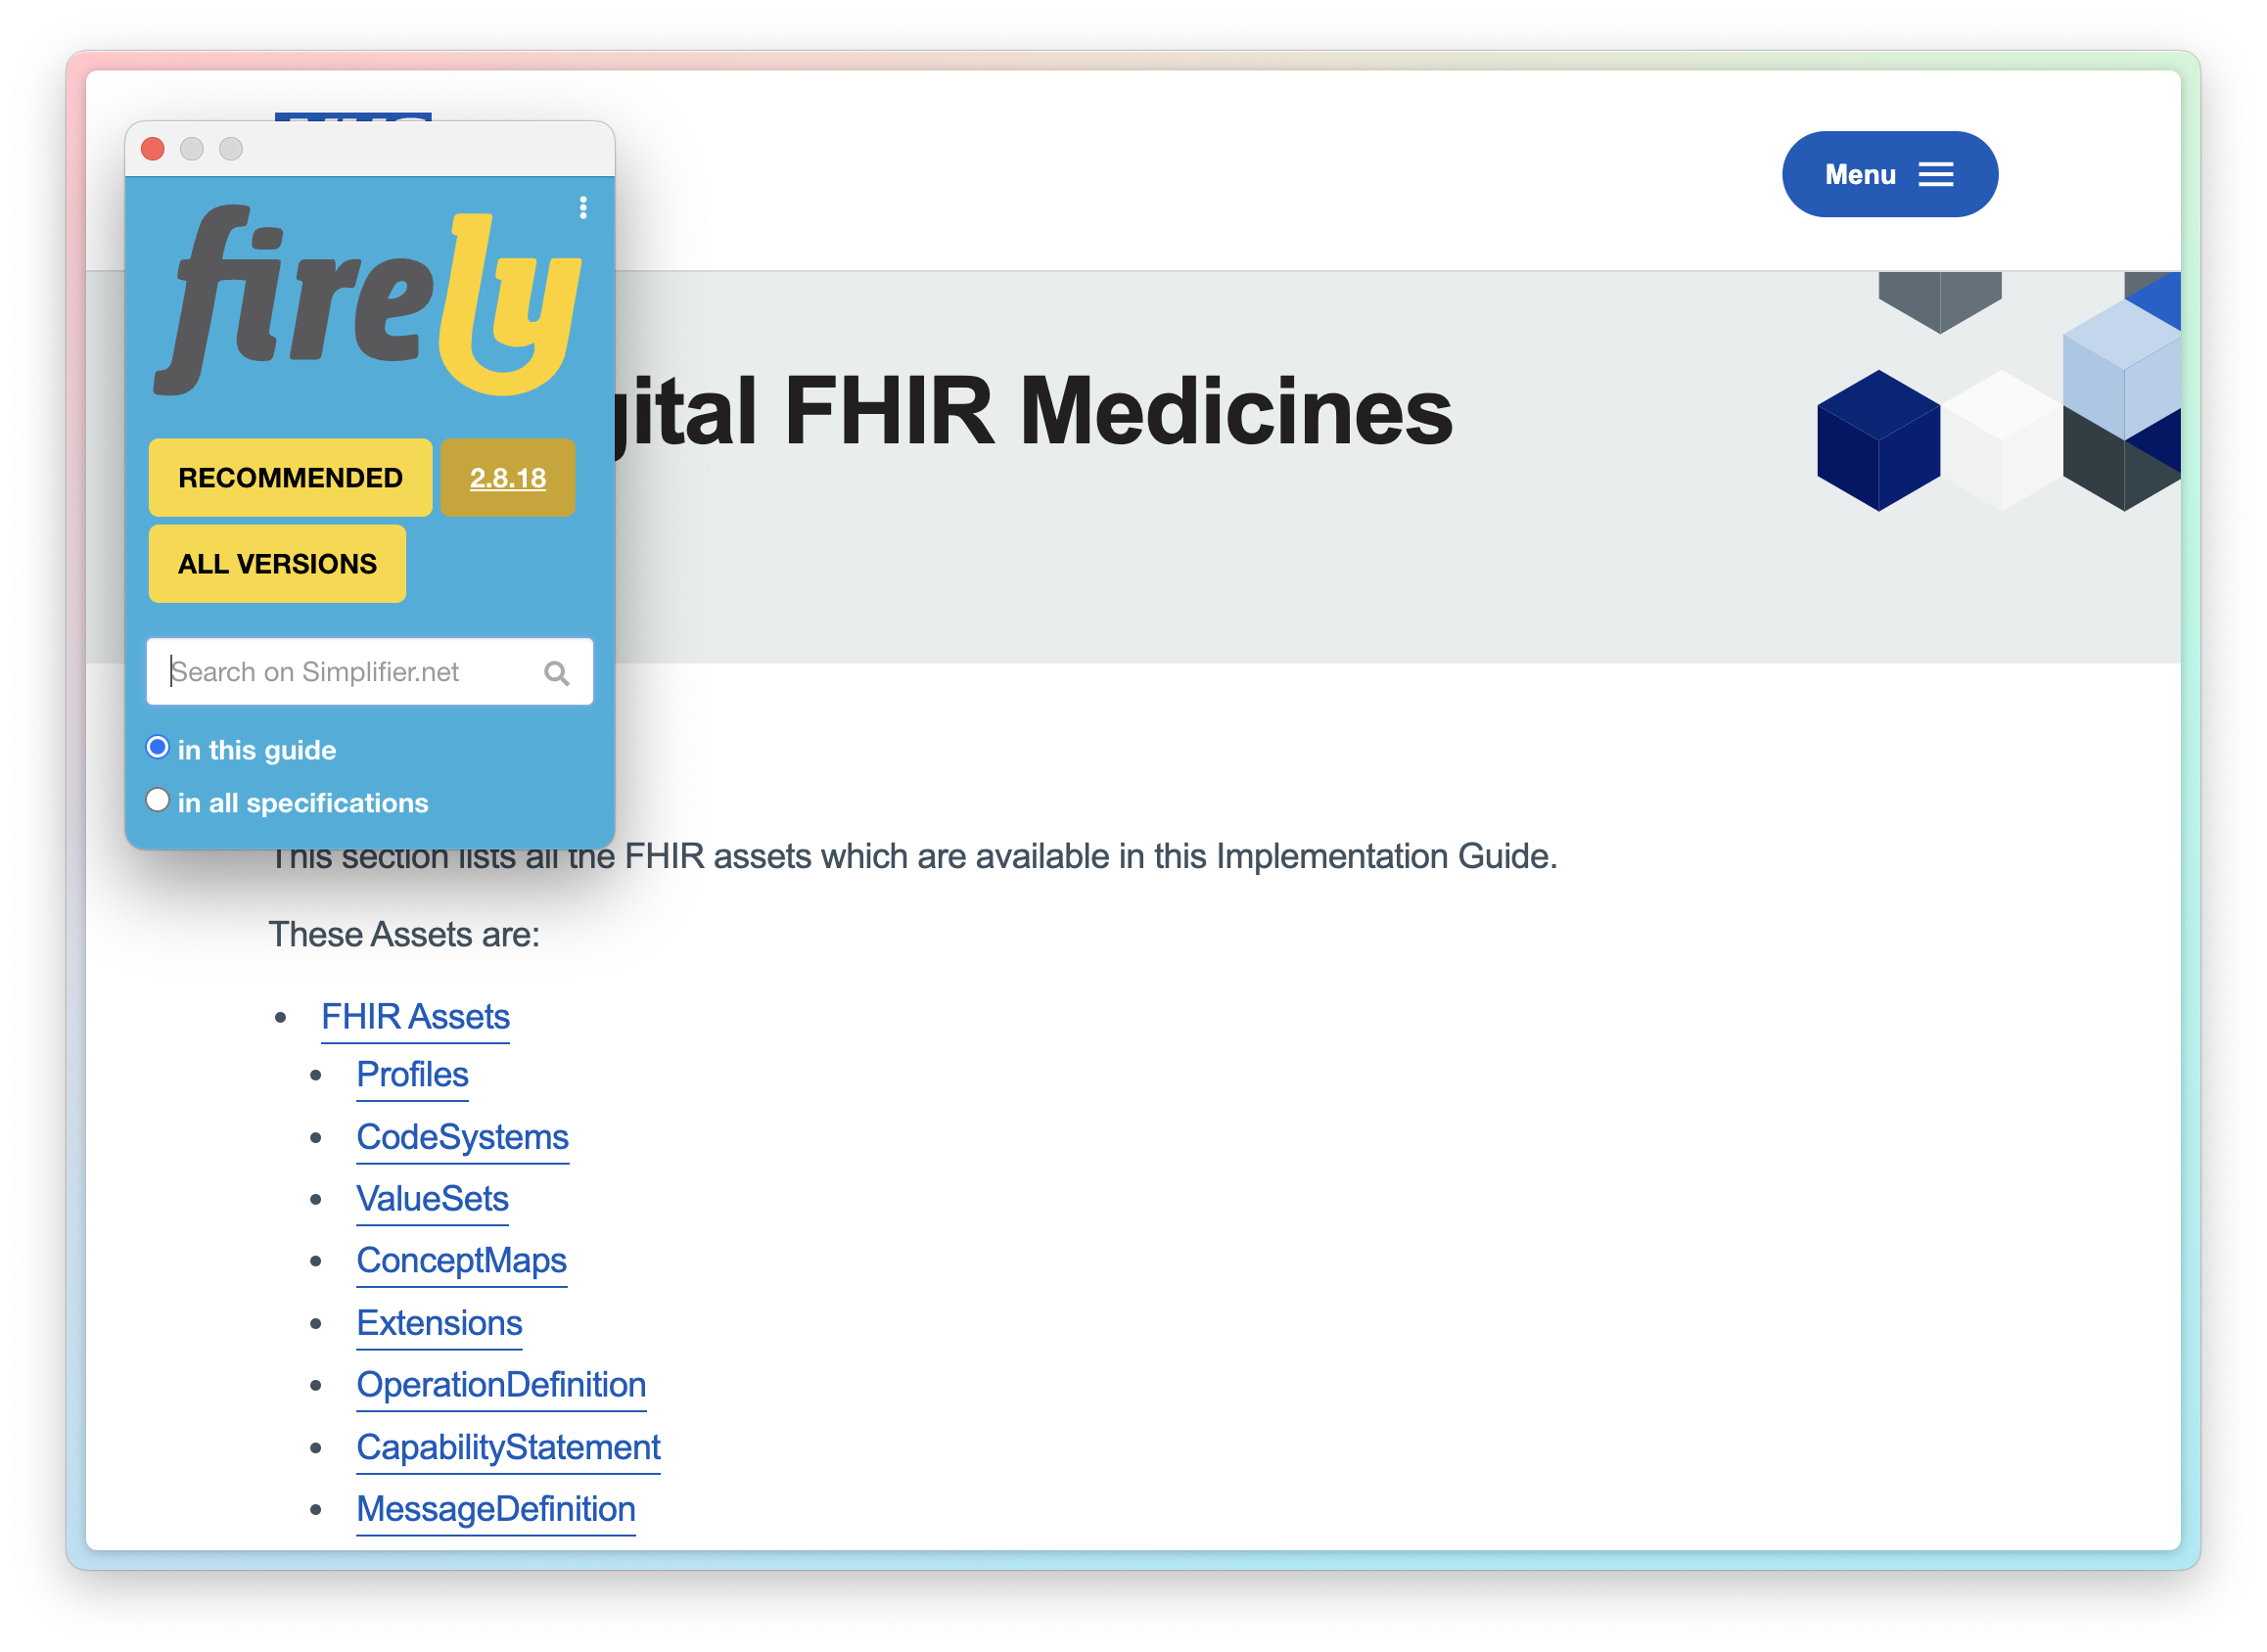 Menu
firely
RECOMMENDED 2.8.18
ALL VERSIONS
Search on Simplifier.net
in this guide
in all specifications
FHIR Medicines
This section lists all the FHIR assets which are available in this Implementation Guide.
These Assets are:
FHIR Assets
Profiles
CodeSystems
ValueSets
ConceptMaps
Extensions
OperationDefinition
CapabilityStatement
MessageDefinition